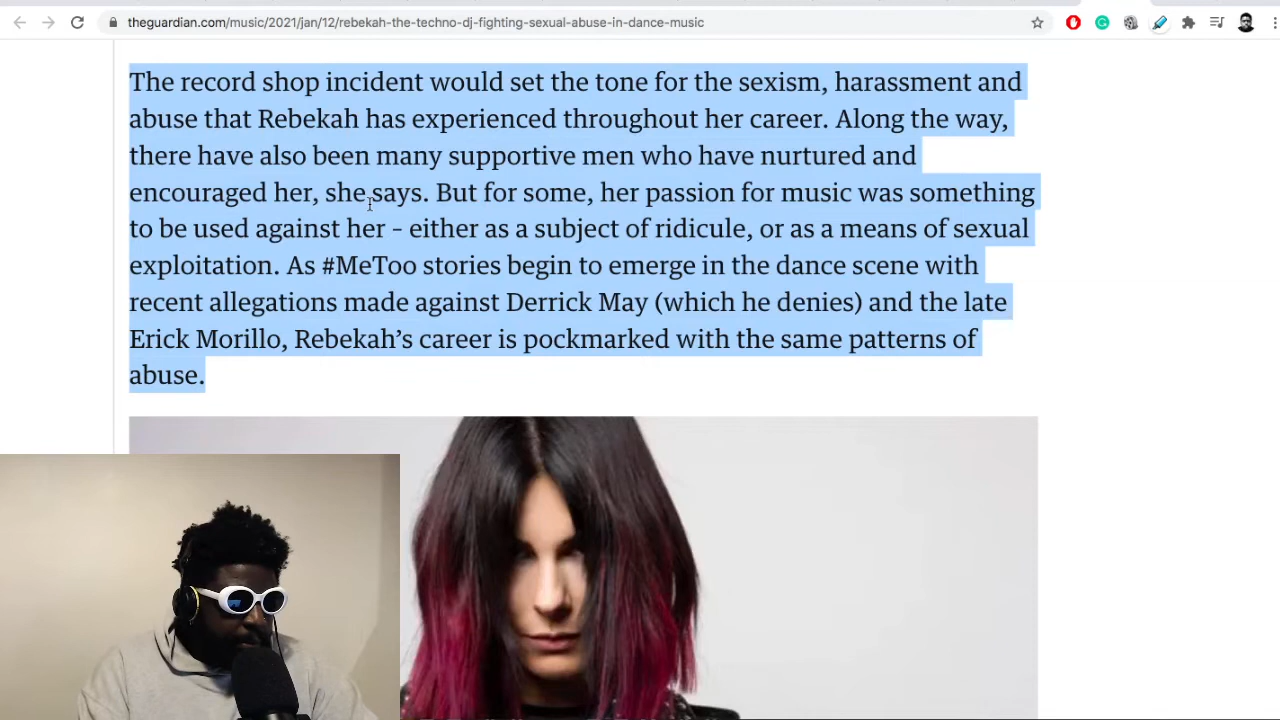 theguardian.com/music/2021/jan/12/rebekah-the-techno-dj-fighting-sexual-abuse-in-dance-music
The record shop incident would set the tone for the sexism, harassment and
abuse that Rebekah has experienced throughout her career. Along the way,
there have also been many supportive men who have nurtured and
encouraged her, she says. But for some, her passion for music was something
to be used against her – either as a subject of ridicule, or as a means of sexual
exploitation. As #MeToo stories begin to emerge in the dance scene with
recent allegations made against Derrick May (which he denies) and the late
Erick Morillo, Rebekah’s career is pockmarked with the same patterns of
abuse.